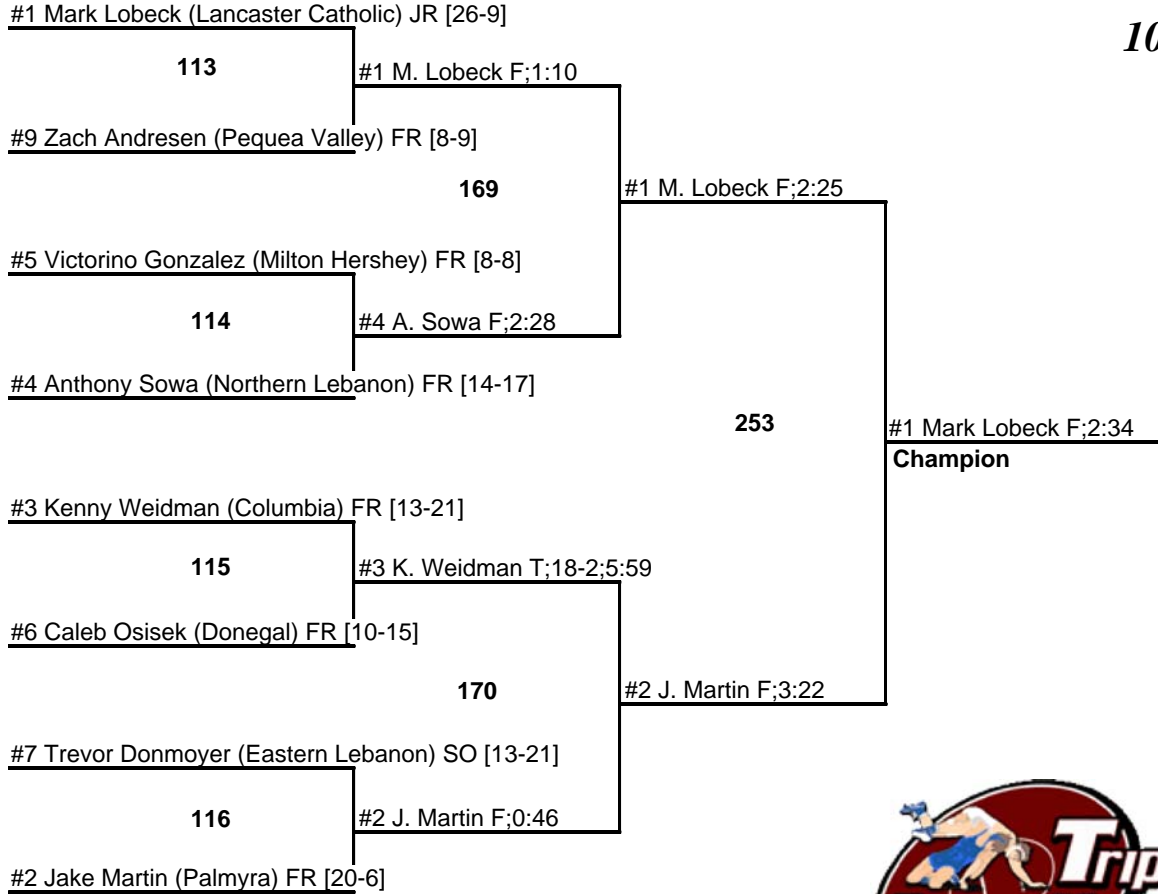 #1 Mark Lobeck (Lancaster Catholic) JR [26-9]
10
113
#1 M. Lobeck F;1:10
#9 Zach Andresen (Pequea Valley) FR [8-9]
169
#1 M. Lobeck F;2:25
#5 Victorino Gonzalez (Milton Hershey) FR [8-8]
114
#4 A. Sowa F;2:28
#4 Anthony Sowa (Northern Lebanon) FR [14-17]
253
#1 Mark Lobeck F;2:34
Champion
#3 Kenny Weidman (Columbia) FR [13-21]
115
#3 K. Weidman T;18-2;5:59
#6 Caleb Osisek (Donegal) FR [10-15]
170
#2 J. Martin F;3:22
#7 Trevor Donmoyer (Eastern Lebanon) SO [13-21]
116
#2 J. Martin F;0:46
#2 Jake Martin (Palmyra) FR [20-6]
Trip